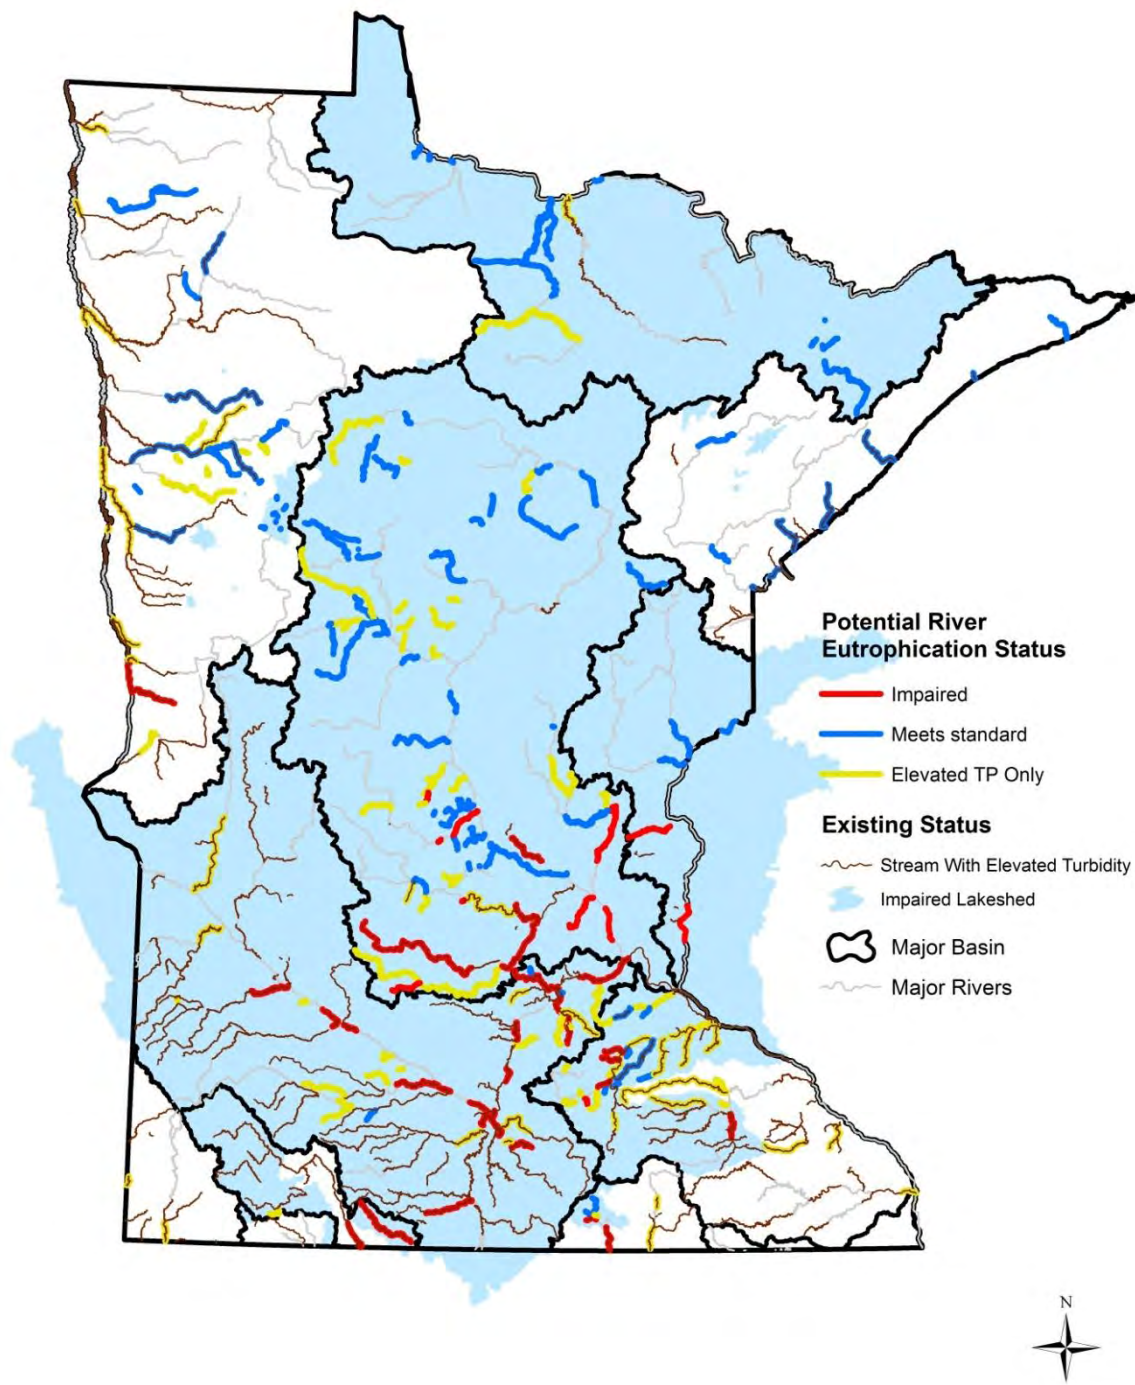 Potential River
Eutrophication Status
Impaired
Meets standard
Elevated TP Only
Existing Status
Stream With Elevated Turbidity
Impaired Lakeshed
Major Basin
Major Rivers
N